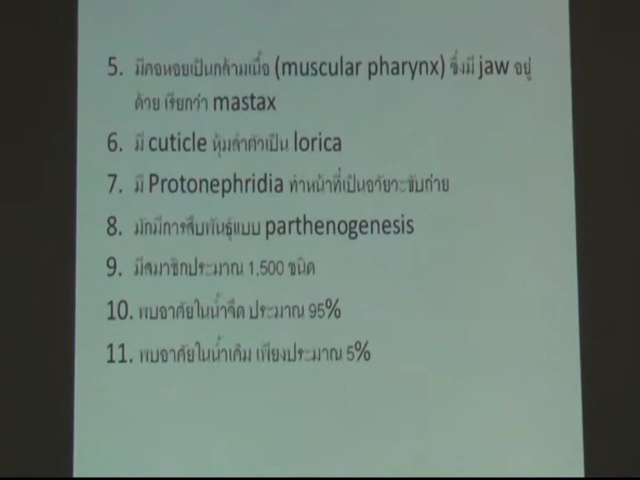 5. มีคอหอยเป็นกล้ามเนื้อ (muscular pharynx) ซึ่งมี jaw อยู่
ด้วย เรียกว่า mastax
6. มี cuticle หุ้มลำตัวเป็น lorica
7. มี Protonephridia ทำหน้าที่เป็นอวัยวะขับถ่าย
8. มักมีการสืบพันธุ์แบบ parthenogenesis
9. มีสมาชิกประมาณ 1,500 ชนิด
10. พบอาศัยในน้ำจืด ประมาณ 95%
11. พบอาศัยในน้ำเค็ม เพียงประมาณ 5%